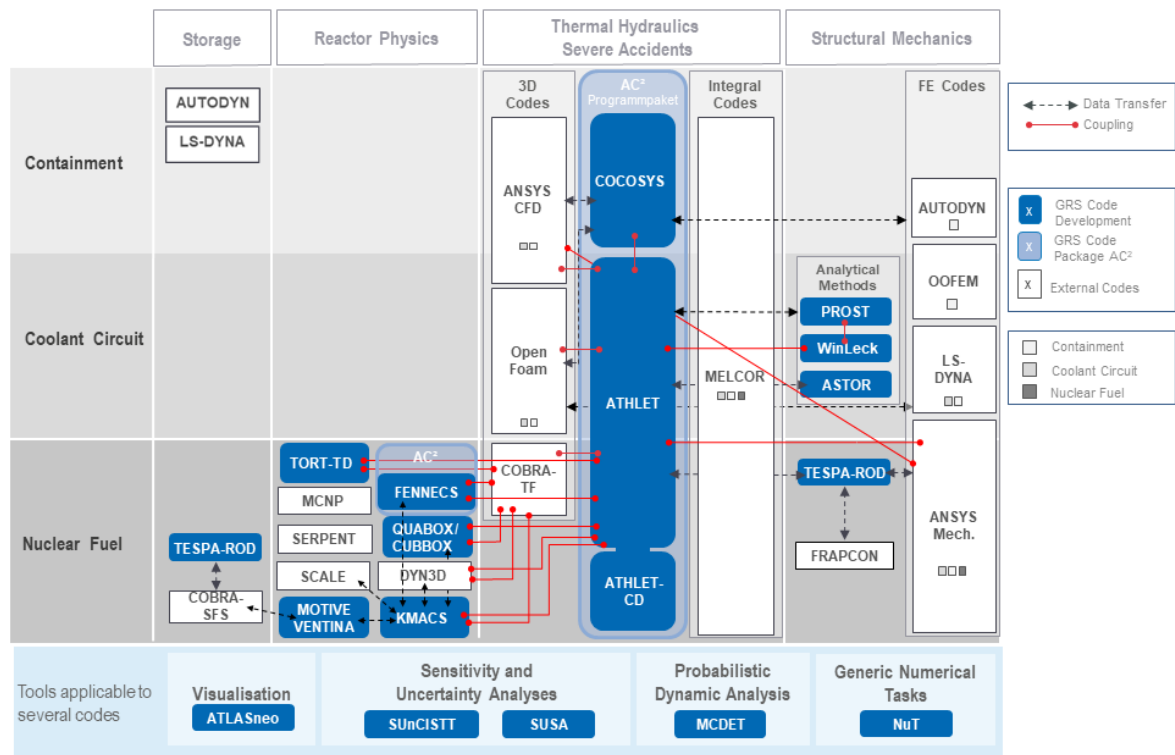 Storage
Reactor Physics
Thermal Hydraulics
Severe Accidents
Structural Mechanics
Containment
AUTODYN
LS-DYNA
3D
Codes
ANSYS
CFD
AC²
Programmpaket
COCOSYS
Integral
Codes
FE Codes
AUTODYN
Data Transfer
Coupling
X
GRS Code
Development
X
GRS Code
Package AC²
X
External Codes
Containment
Coolant Circuit
Nuclear Fuel
Coolant Circuit
Open
Foam
ATHLET
MELCOR
Analytical
Methods
PROST
WinLeck
ASTOR
OOFEM
LS-
DYNA
Nuclear Fuel
TESPA-ROD
COBRA-
SFS
TORT-TD
MCNP
SERPENT
SCALE
MOTIVE
VENTINA
AC²
FENNECS
QUABOX/
CUBBOX
DYN3D
KMACS
COBRA-
TF
ATHLET-
CD
TESPA-ROD
FRAPCON
ANSYS
Mech.
Tools applicable to
several codes
Visualisation
ATLASneo
Sensitivity and
Uncertainty Analyses
SUnCISTT
SUSA
Probabilistic
Dynamic Analysis
MCDET
Generic Numerical
Tasks
NuT